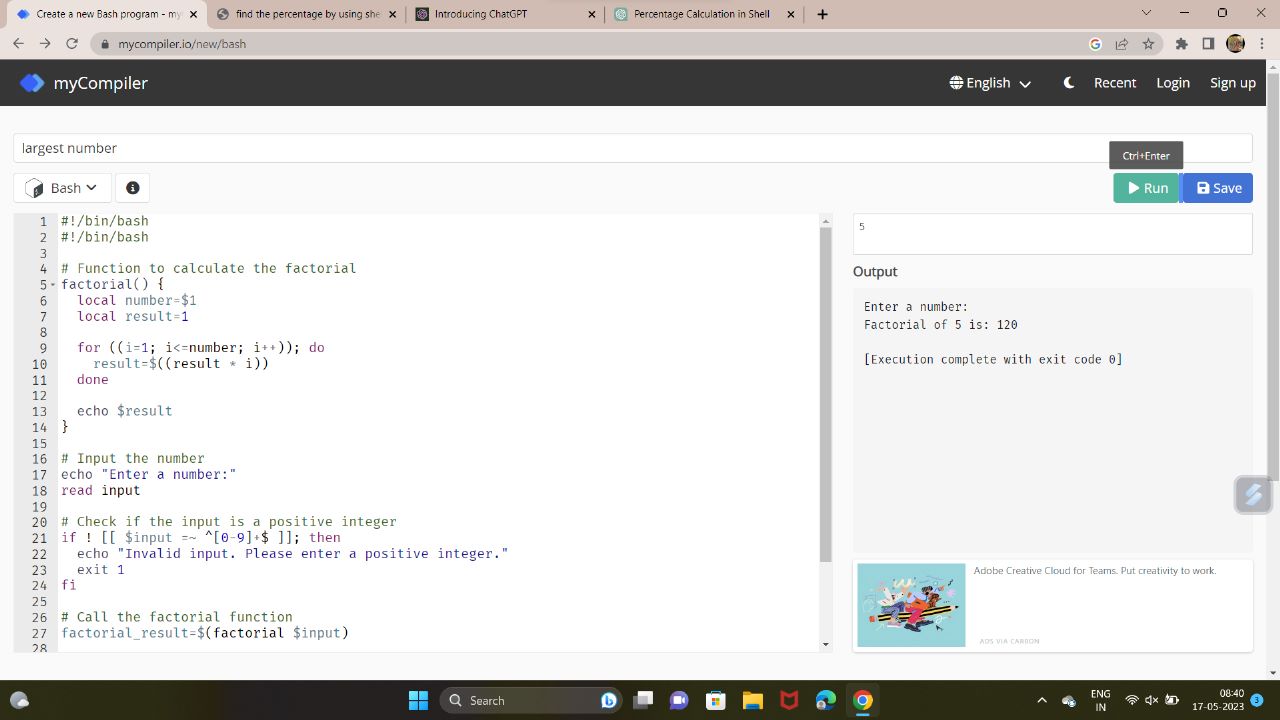 Create a new Bash program - my
find the percentage by using she
Introducing ChatGPT
Percentage Calculation in Shell
mycompiler.io/new/bash
myCompiler
English
Recent
Login
Sign up
largest number
Ctrl+Enter
Bash
Run
Save
1 #!/bin/bash
2 #!/bin/bash
3
4 # Function to calculate the factorial
5 factorial() {
6 local number=$1
7 local result=1
8
9 for ((i=1; i<=number; i++)); do
10 result=$((result * i))
11 done
12
13 echo $result
14 }
15
16 # Input the number
17 echo "Enter a number:"
18 read input
19
20 # Check if the input is a positive integer
21 if ! [[ $input =~ ^[0-9]+$ ]]; then
22 echo "Invalid input. Please enter a positive integer."
23 exit 1
24 fi
25
26 # Call the factorial function
27 factorial_result=$(factorial $input)
28
5
Output
Enter a number:
Factorial of 5 is: 120
[Execution complete with exit code 0]
Adobe Creative Cloud for Teams. Put creativity to work.
ADS VIA CARBON
Search
ENG
IN
08:40
17-05-2023
3